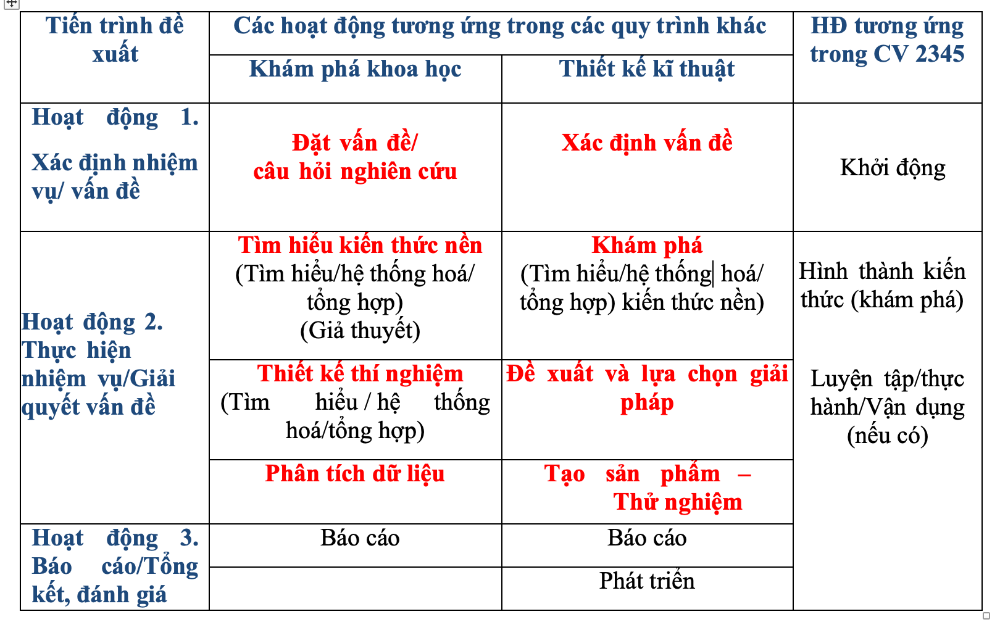 Tiến trình đề
xuất
Các hoạt động tương ứng trong các quy trình khác
HĐ tương ứng
trong CV 2345
Khám phá khoa học
Thiết kế kĩ thuật
Hoạt động 1.
Xác định nhiệm
vụ/ vấn đề
Đặt vấn đề/
câu hỏi nghiên cứu
Xác định vấn đề
Khởi động
Hoạt động 2.
Thực hiện
nhiệm vụ/Giải
quyết vấn đề
Tìm hiểu kiến thức nền
(Tìm hiểu/hệ thống hoá/
tổng hợp)
(Giả thuyết)
Khám phá
(Tìm hiểu/hệ thống hoá/
tổng hợp) kiến thức nền)
Hình thành kiến
thức (khám phá)
Thiết kế thí nghiệm
(Tìm hiểu / hệ thống
hoá/tổng hợp)
Đề xuất và lựa chọn giải
pháp
Luyện tập/thực
hành/Vận dụng
(nếu có)
Phân tích dữ liệu
Tạo sản phẩm –
Thử nghiệm
Hoạt động 3.
Báo cáo/Tổng
kết, đánh giá
Báo cáo
Báo cáo
Phát triển